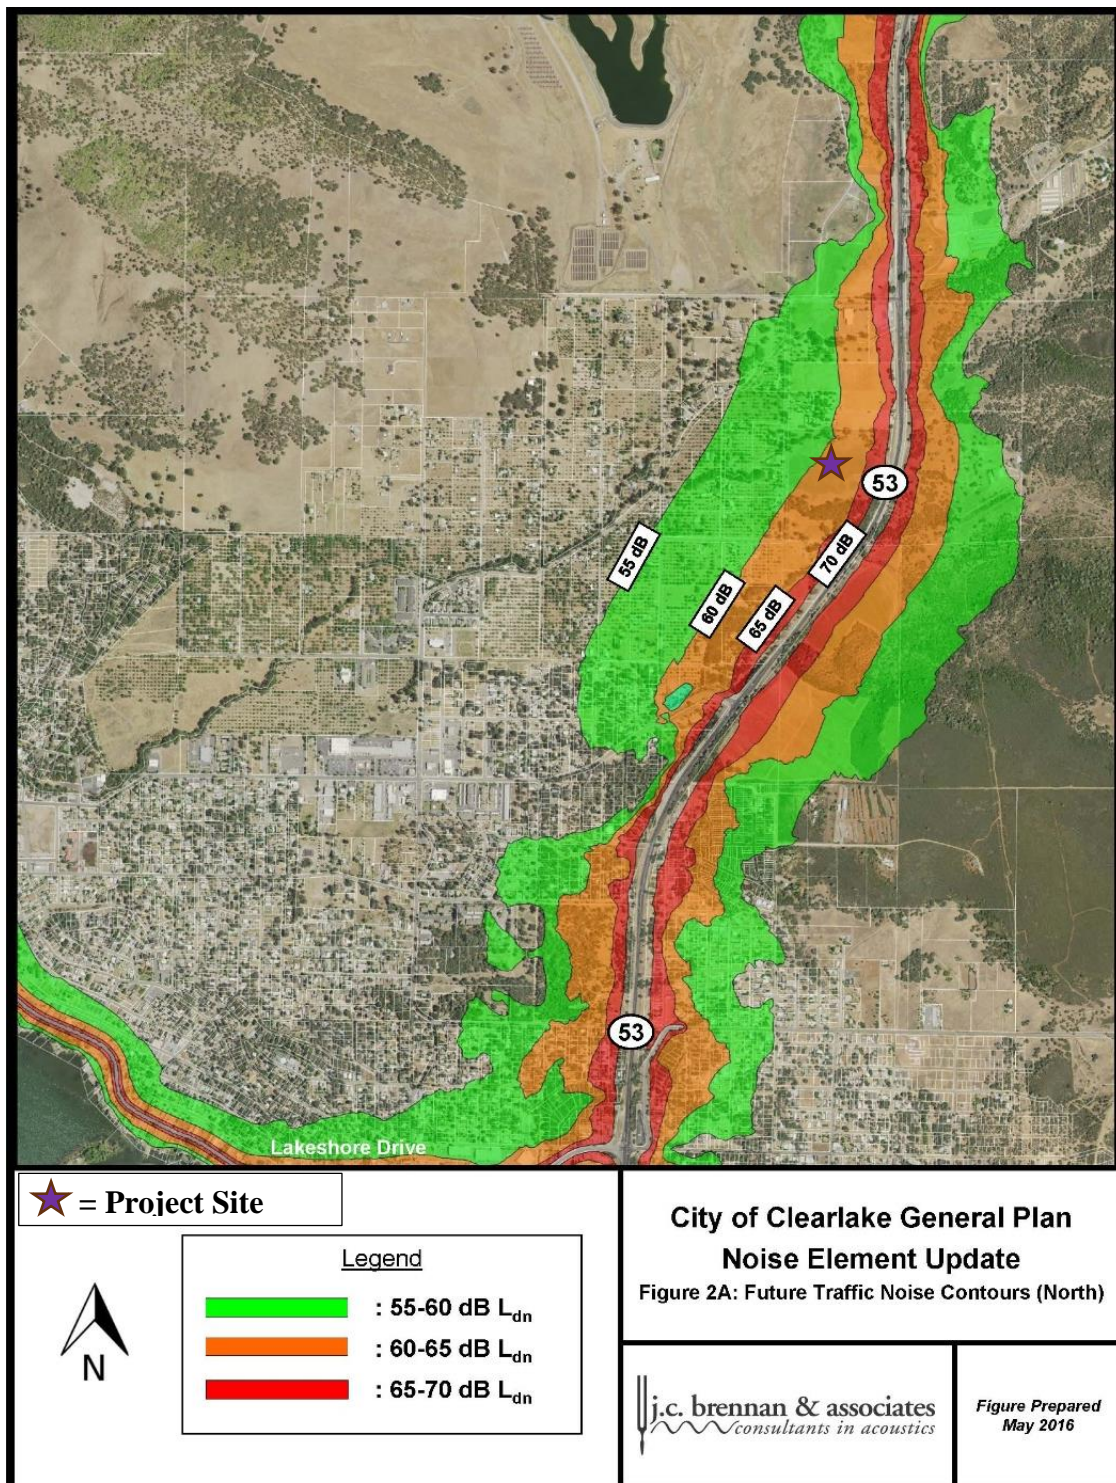 53
55 dB
60 dB
65 dB
70 dB
53
Lakeshore Drive
= Project Site
Legend
: 55-60 dB Ldn
: 60-65 dB Ldn
: 65-70 dB Ldn
N
City of Clearlake General Plan
Noise Element Update
Figure 2A: Future Traffic Noise Contours (North)
j.c. brennan & associates
consultants in acoustics
Figure Prepared
May 2016